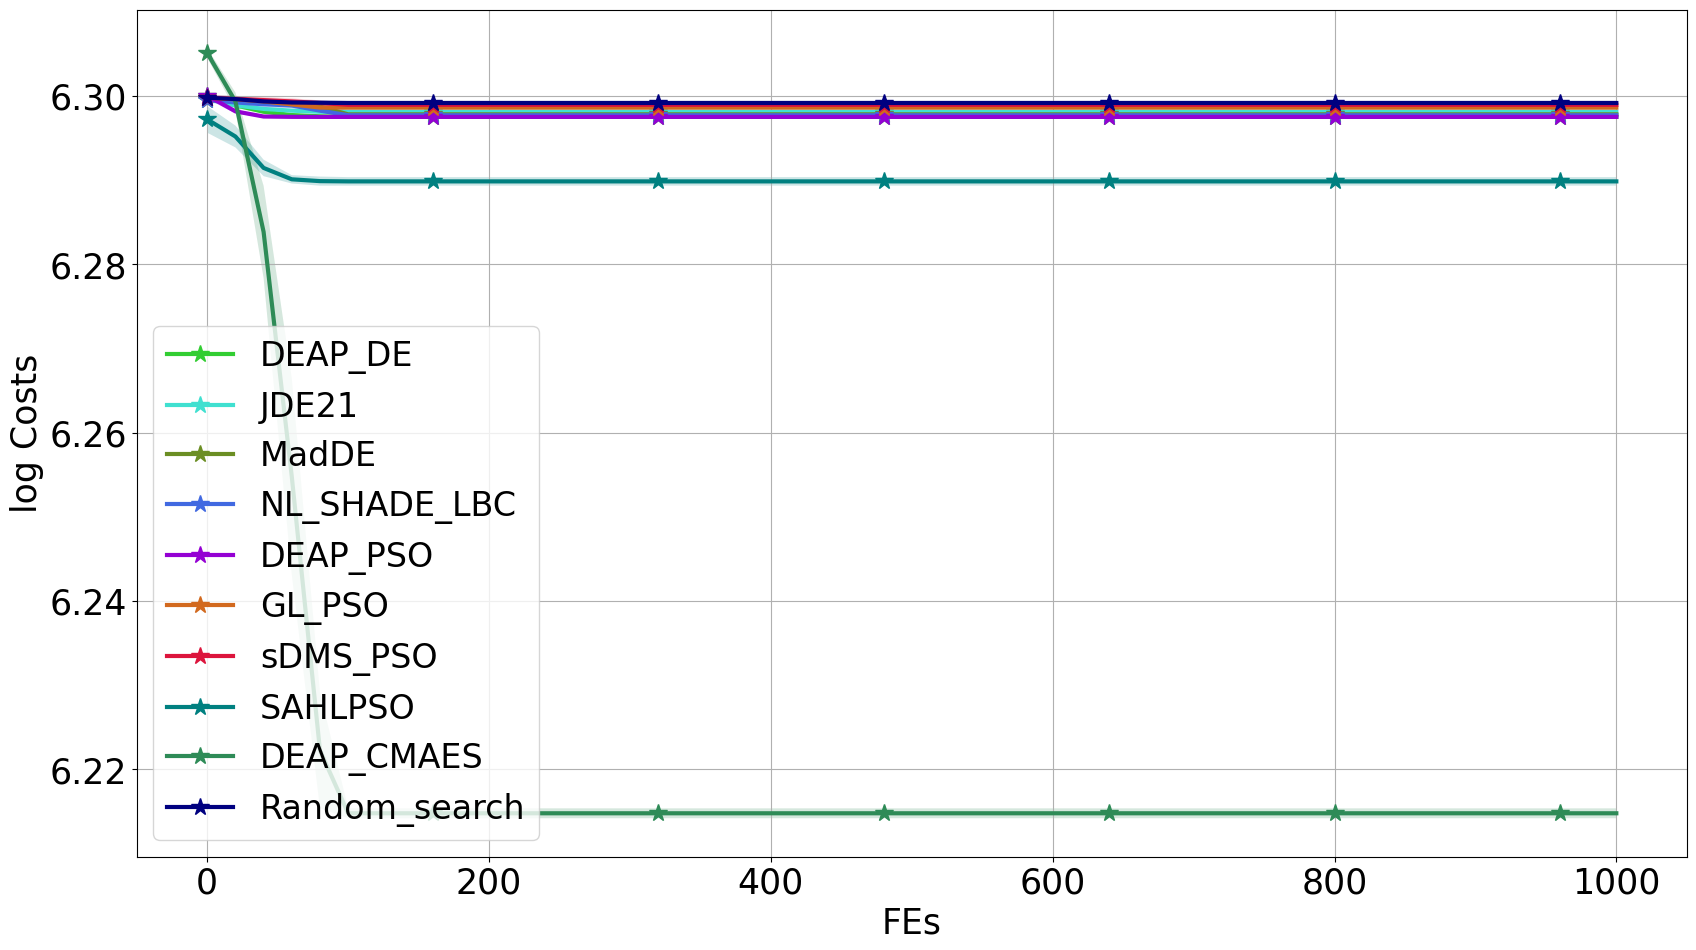 6.30
6.28
6.26
6.24
6.22
log Costs
DEAP_DE
JDE21
MadDE
NL_SHADE_LBC
DEAP_PSO
GL_PSO
sDMS_PSO
SAHLPSO
DEAP_CMAES
Random_search
0 200 400 600 800 1000
FEs